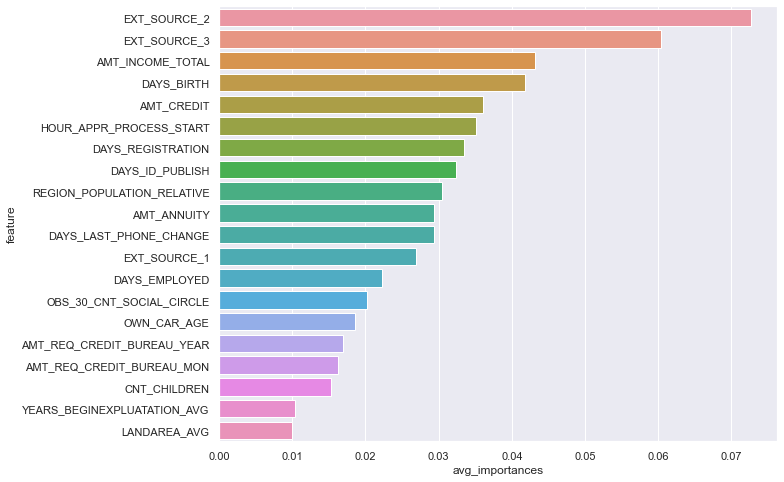 EXT_SOURCE_2
EXT_SOURCE_3
AMT_INCOME_TOTAL
DAYS_BIRTH
AMT_CREDIT
HOUR_APPR_PROCESS_START
DAYS_REGISTRATION
DAYS_ID_PUBLISH
REGION_POPULATION_RELATIVE
AMT_ANNUITY
DAYS_LAST_PHONE_CHANGE
EXT_SOURCE_1
DAYS_EMPLOYED
OBS_30_CNT_SOCIAL_CIRCLE
OWN_CAR_AGE
AMT_REQ_CREDIT_BUREAU_YEAR
AMT_REQ_CREDIT_BUREAU_MON
CNT_CHILDREN
YEARS_BEGINEXPLUATATION_AVG
LANDAREA_AVG
feature
0.00 0.01 0.02 0.03 0.04 0.05 0.06 0.07
avg_importances